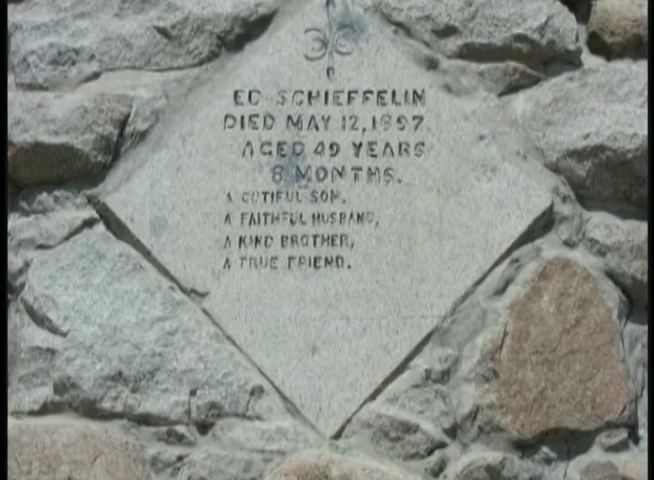 ED SCHIEFFELIN
DIED MAY 12, 1897.
AGED 49 YEARS
8 MONTHS.
A DUTIFUL SON,
A FAITHFUL HUSBAND,
A KIND BROTHER,
A TRUE FRIEND.